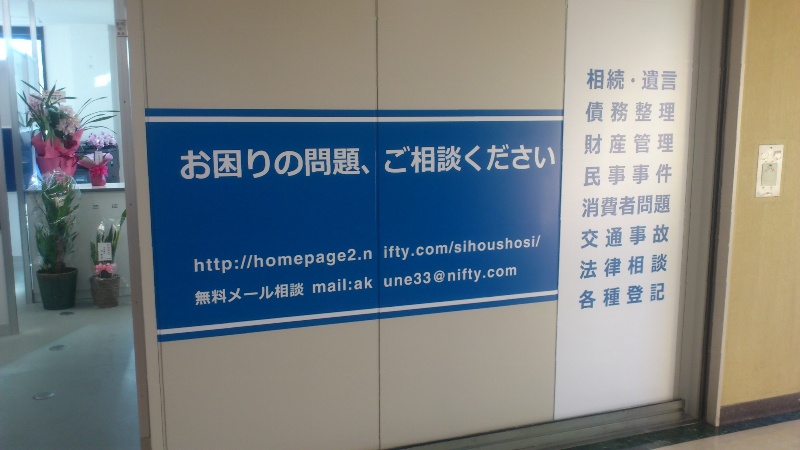 お困りの問題、ご相談ください
http://homepage2.nifty.com/sihoushosi/
無料メール相談 mail:akune33@nifty.com
相続・遺言
債務整理
財産管理
民事事件
消費者問題
交通事故
法律相談
各種登記